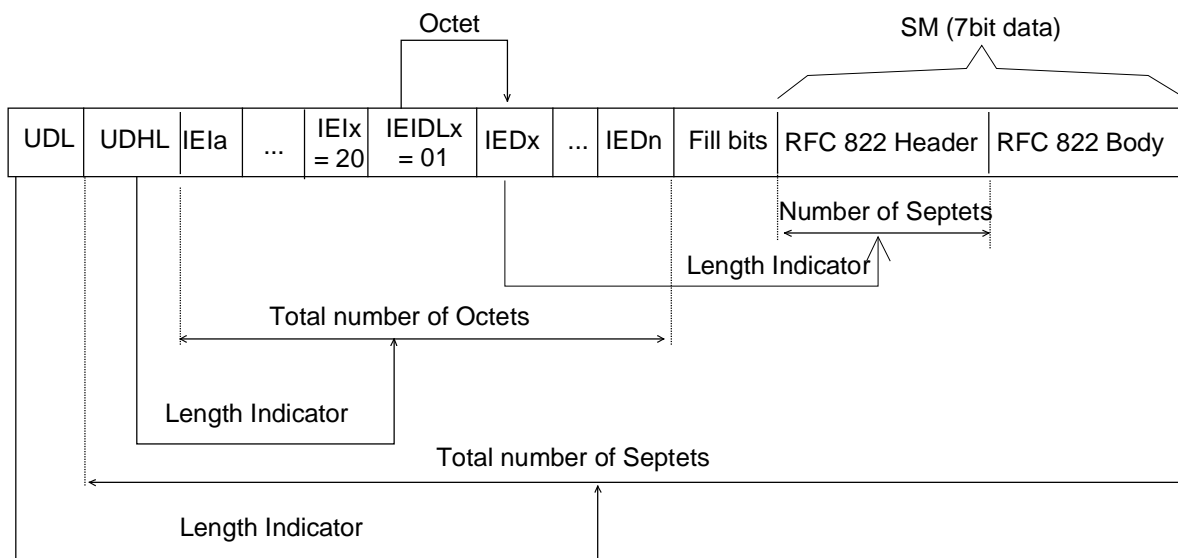 Octet
SM (7bit data)
UDL UDHL IEIa ... IEIx = 20 IEIDLx = 01 IEDx ... IEDn Fill bits RFC 822 Header RFC 822 Body
Number of Septets
Length Indicator
Total number of Octets
Length Indicator
Total number of Septets
Length Indicator